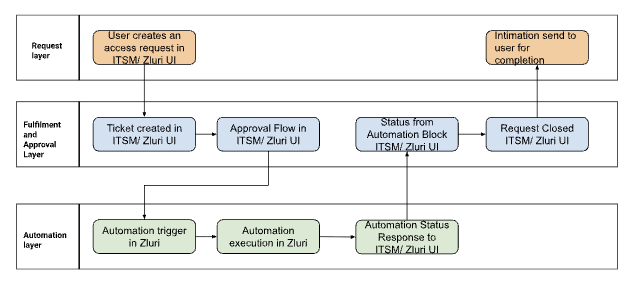 Request
layer
User creates an
access request in
ITSM/ Zluri UI
Intimation send to
user for
completion
Fulfilment
and
Approval
Layer
Ticket created in
ITSM/ Zluri UI
Approval Flow in
ITSM/ Zluri UI
Status from
Automation Block
ITSM/ Zluri UI
Request Closed
ITSM/ Zluri UI
Automation
layer
Automation trigger
in Zluri
Automation
execution in Zluri
Automation Status
Response to
ITSM/ Zluri UI